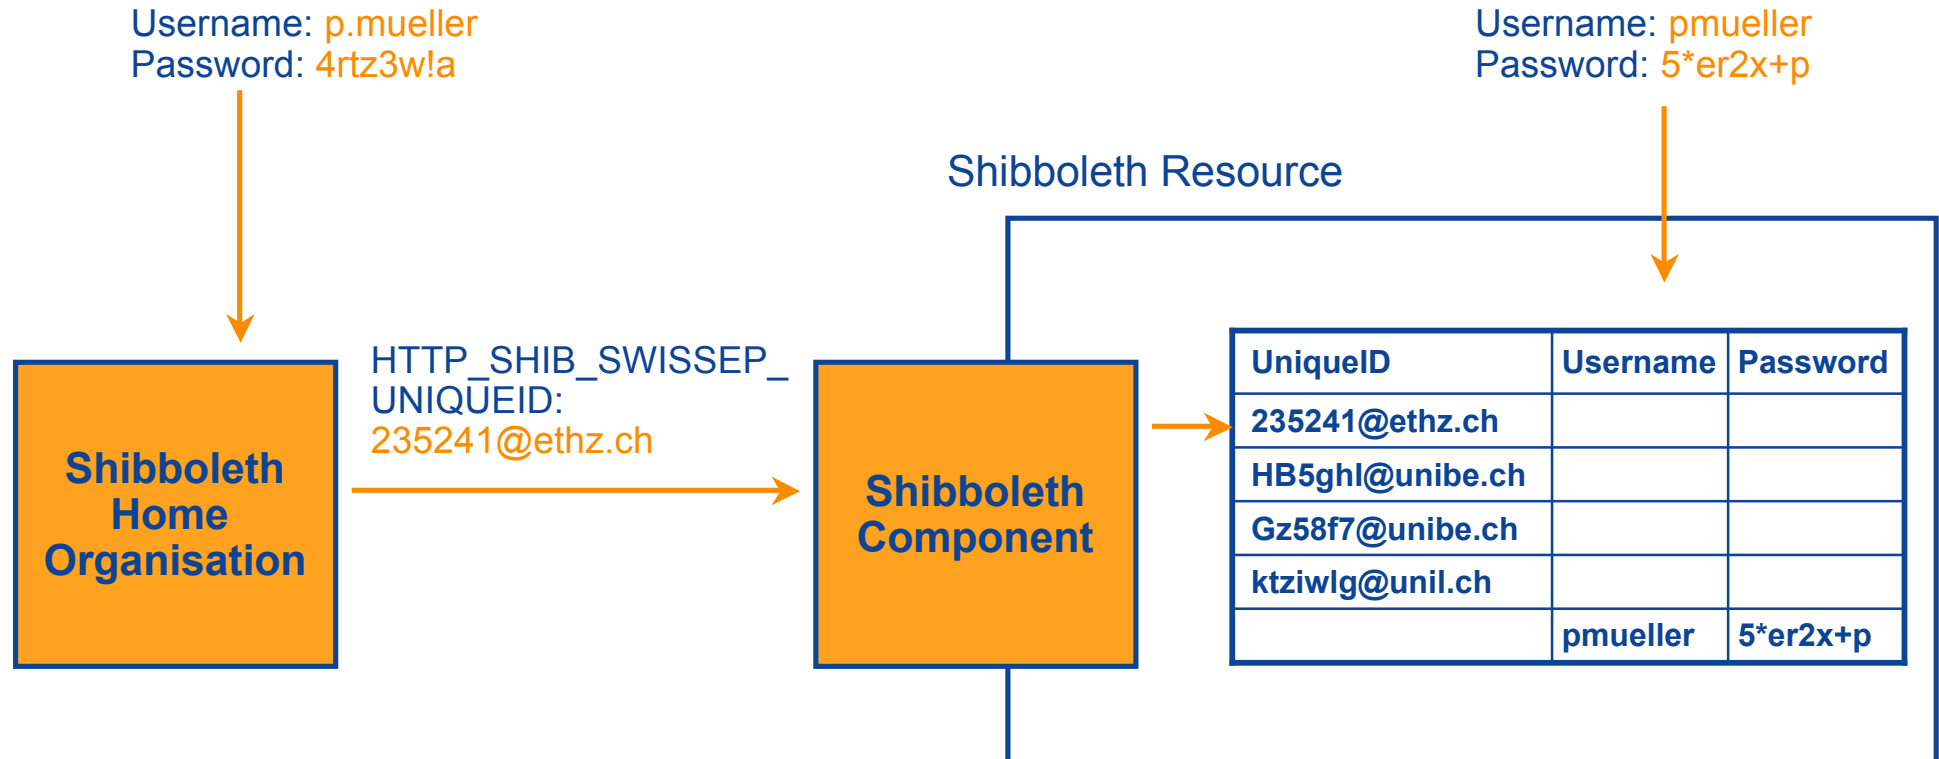 Username: p.mueller
Password: 4rtz3w!a
Username: pmueller
Password: 5*er2x+p
Shibboleth Resource
Shibboleth
Home
Organisation
HTTP_SHIB_SWISSEP_
UNIQUEID:
235241@ethz.ch
Shibboleth
Component
UniqueID Username Password
235241@ethz.ch
HB5ghl@unibe.ch
Gz58f7@unibe.ch
ktziwlg@unil.ch
pmueller 5*er2x+p